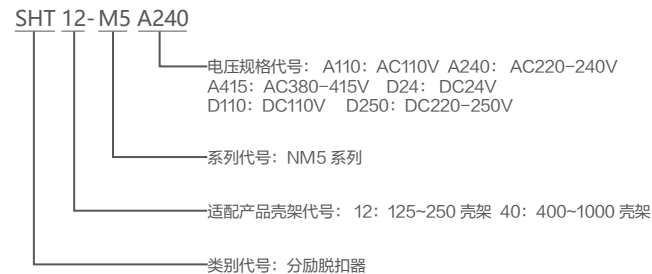 SHT 12- M5 A240
电压规格代号： A110：AC110V A240： AC220-240V
A415：AC380-415V D24： DC24V
D110：DC110V D250：DC220-250V
系列代号：NM5 系列
适配产品壳架代号： 12：125~250 壳架 40：400~1000 壳架
类别代号：分励脱扣器